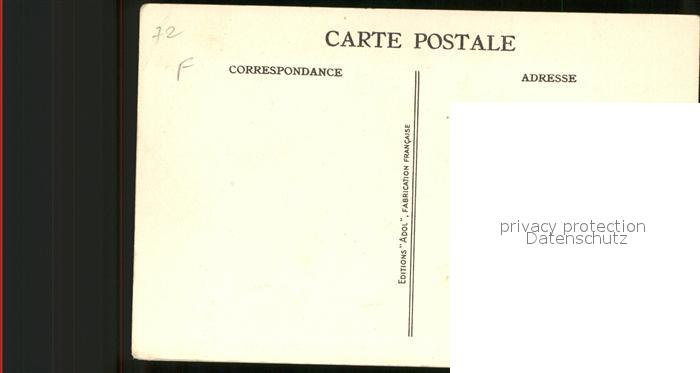 72
F
CARTE POSTALE
CORRESPONDANCE
ADRESSE
EDITIONS "ADOL", FABRICATION FRANÇAISE
privacy protection
Datenschutz